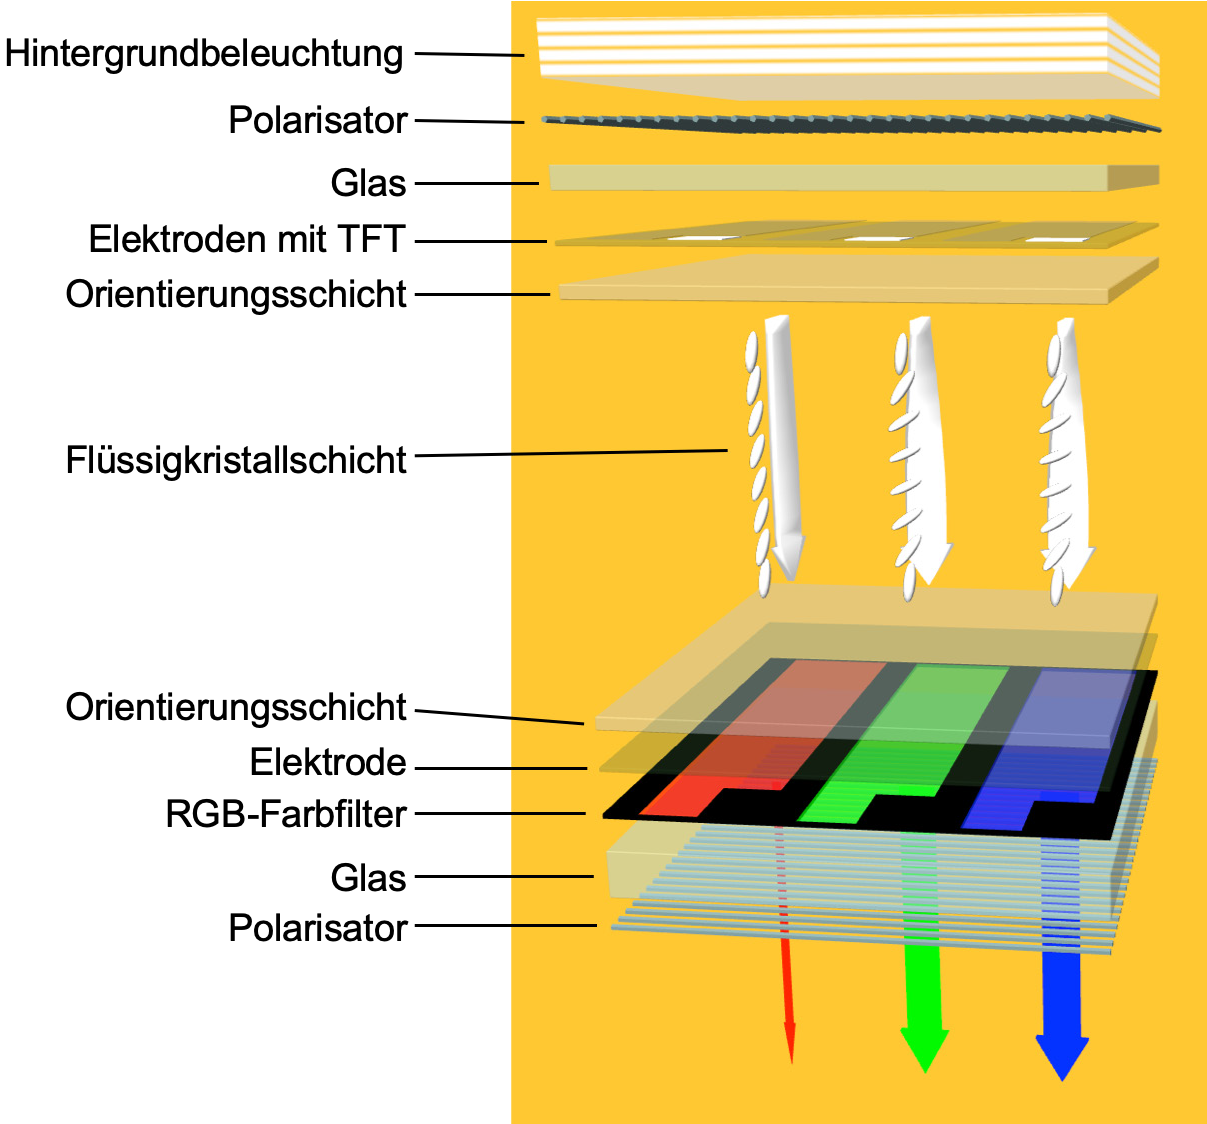 Hintergrundbeleuchtung
Polarisator
Glas
Elektroden mit TFT
Orientierungsschicht
Flüssigkristallschicht
Orientierungsschicht
Elektrode
RGB-Farbfilter
Glas
Polarisator